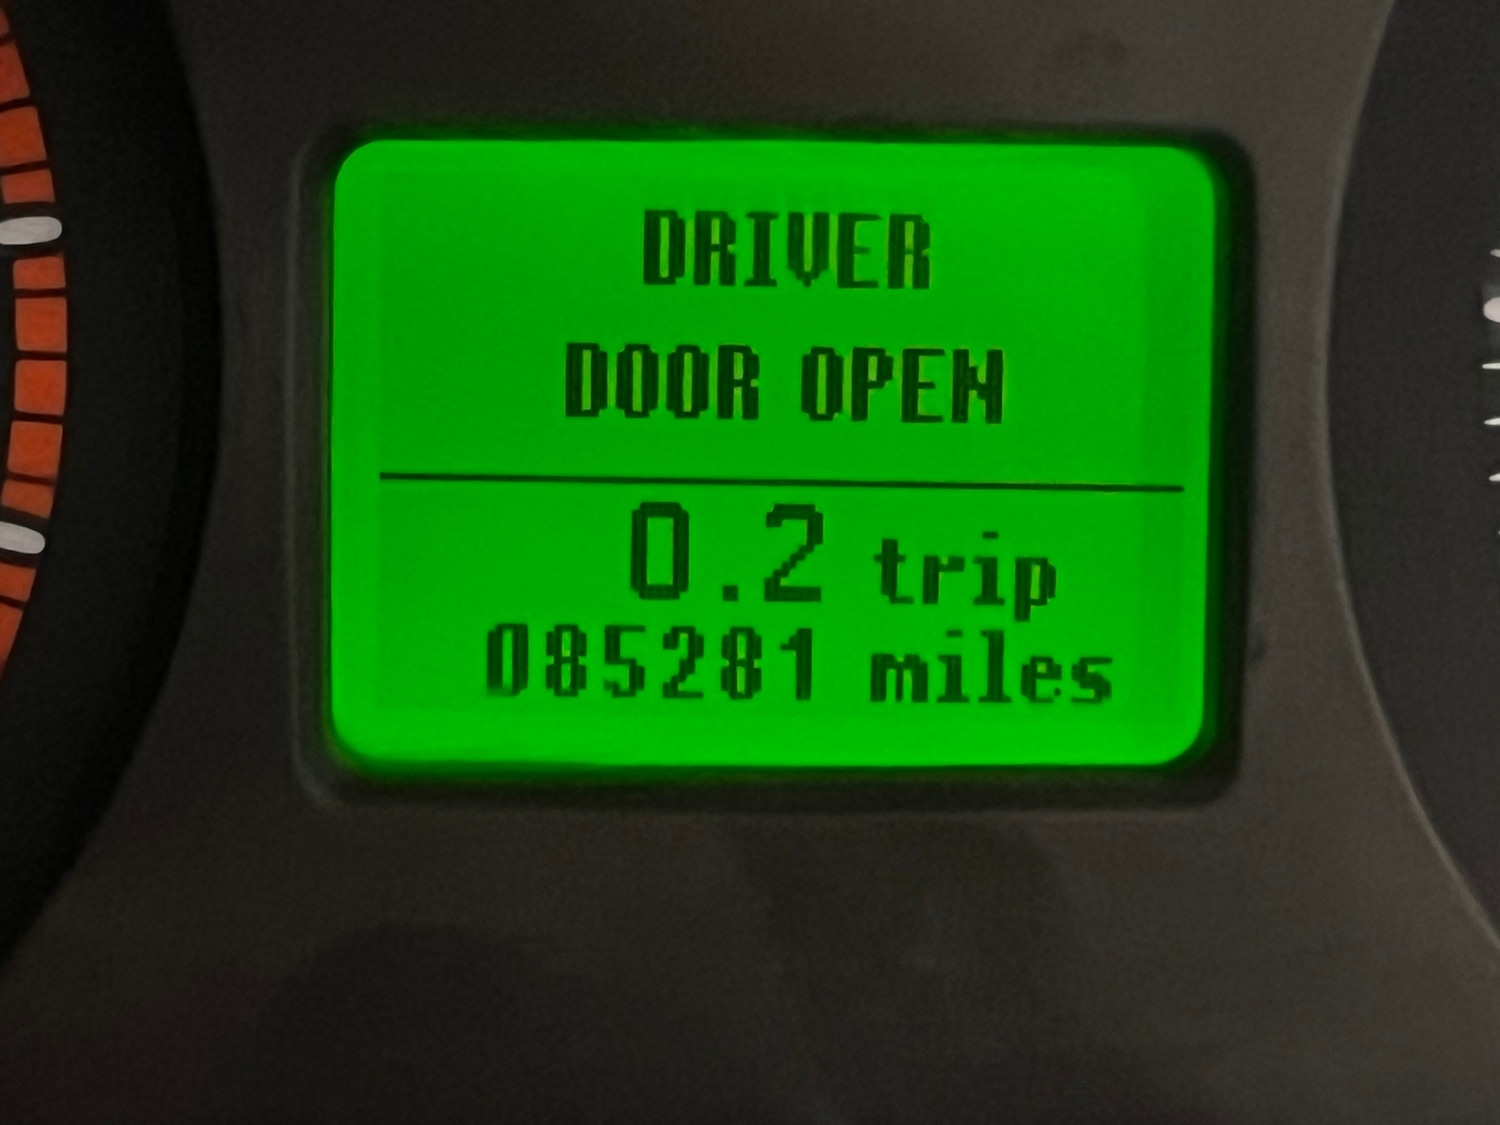 DRIVER
DOOR OPEN
0.2 trip
085281 miles